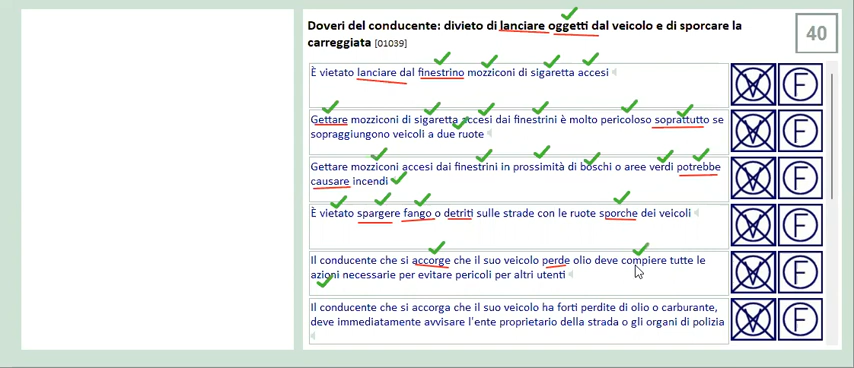 Doveri del conducente: divieto di lanciare oggetti dal veicolo e di sporcare la
carreggiata [01039]
40
È vietato lanciare dal finestrino mozziconi di sigaretta accesi
V F
Gettare mozziconi di sigaretta accesi dai finestrini è molto pericoloso soprattutto se
sopraggiungono veicoli a due ruote
V F
Gettare mozziconi accesi dai finestrini in prossimità di boschi o aree verdi potrebbe
causare incendi
V F
È vietato spargere fango o detriti sulle strade con le ruote sporche dei veicoli
V F
Il conducente che si accorge che il suo veicolo perde olio deve compiere tutte le
azioni necessarie per evitare pericoli per altri utenti
V F
Il conducente che si accorga che il suo veicolo ha forti perdite di olio o carburante,
deve immediatamente avvisare l'ente proprietario della strada o gli organi di polizia
V F